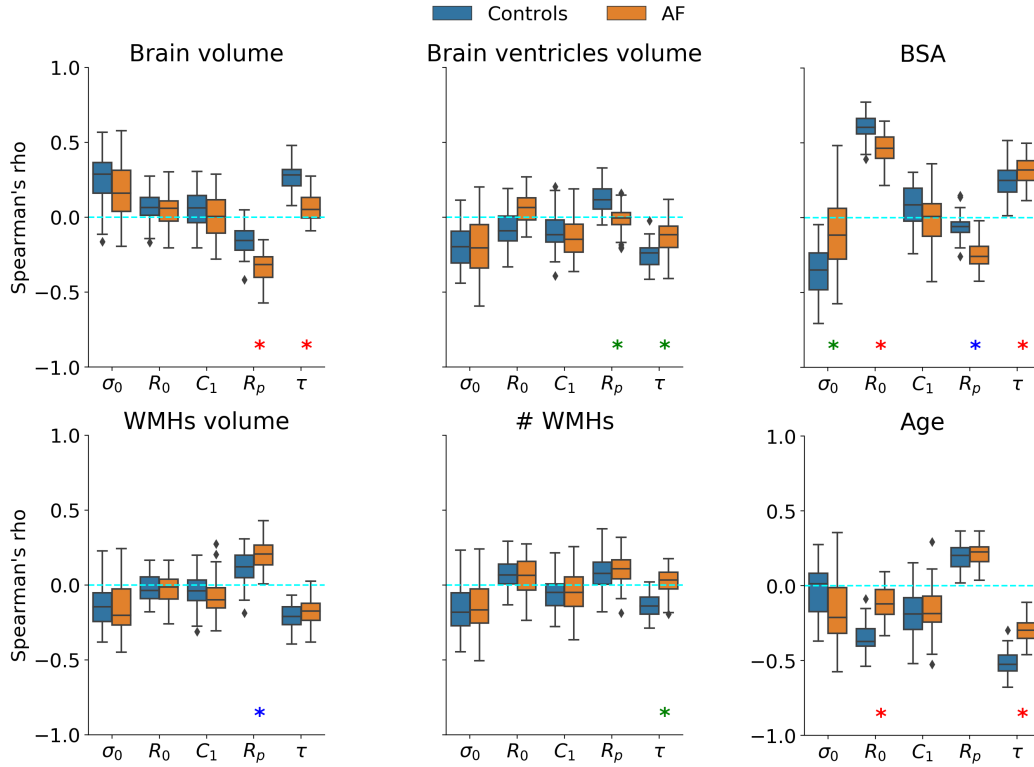 Controls AF
Brain volume
Brain ventricles volume
BSA
Spearman's rho
1.0
0.5
0.0
−0.5
−1.0
* *
* *
* * * *
σ0 R0 C1 Rp τ
σ0 R0 C1 Rp τ
σ0 R0 C1 Rp τ
WMHs volume
# WMHs
Age
Spearman's rho
1.0
0.5
0.0
−0.5
−1.0
1.0
0.5
0.0
−0.5
−1.0
*
*
* *
σ0 R0 C1 Rp τ
σ0 R0 C1 Rp τ
σ0 R0 C1 Rp τ